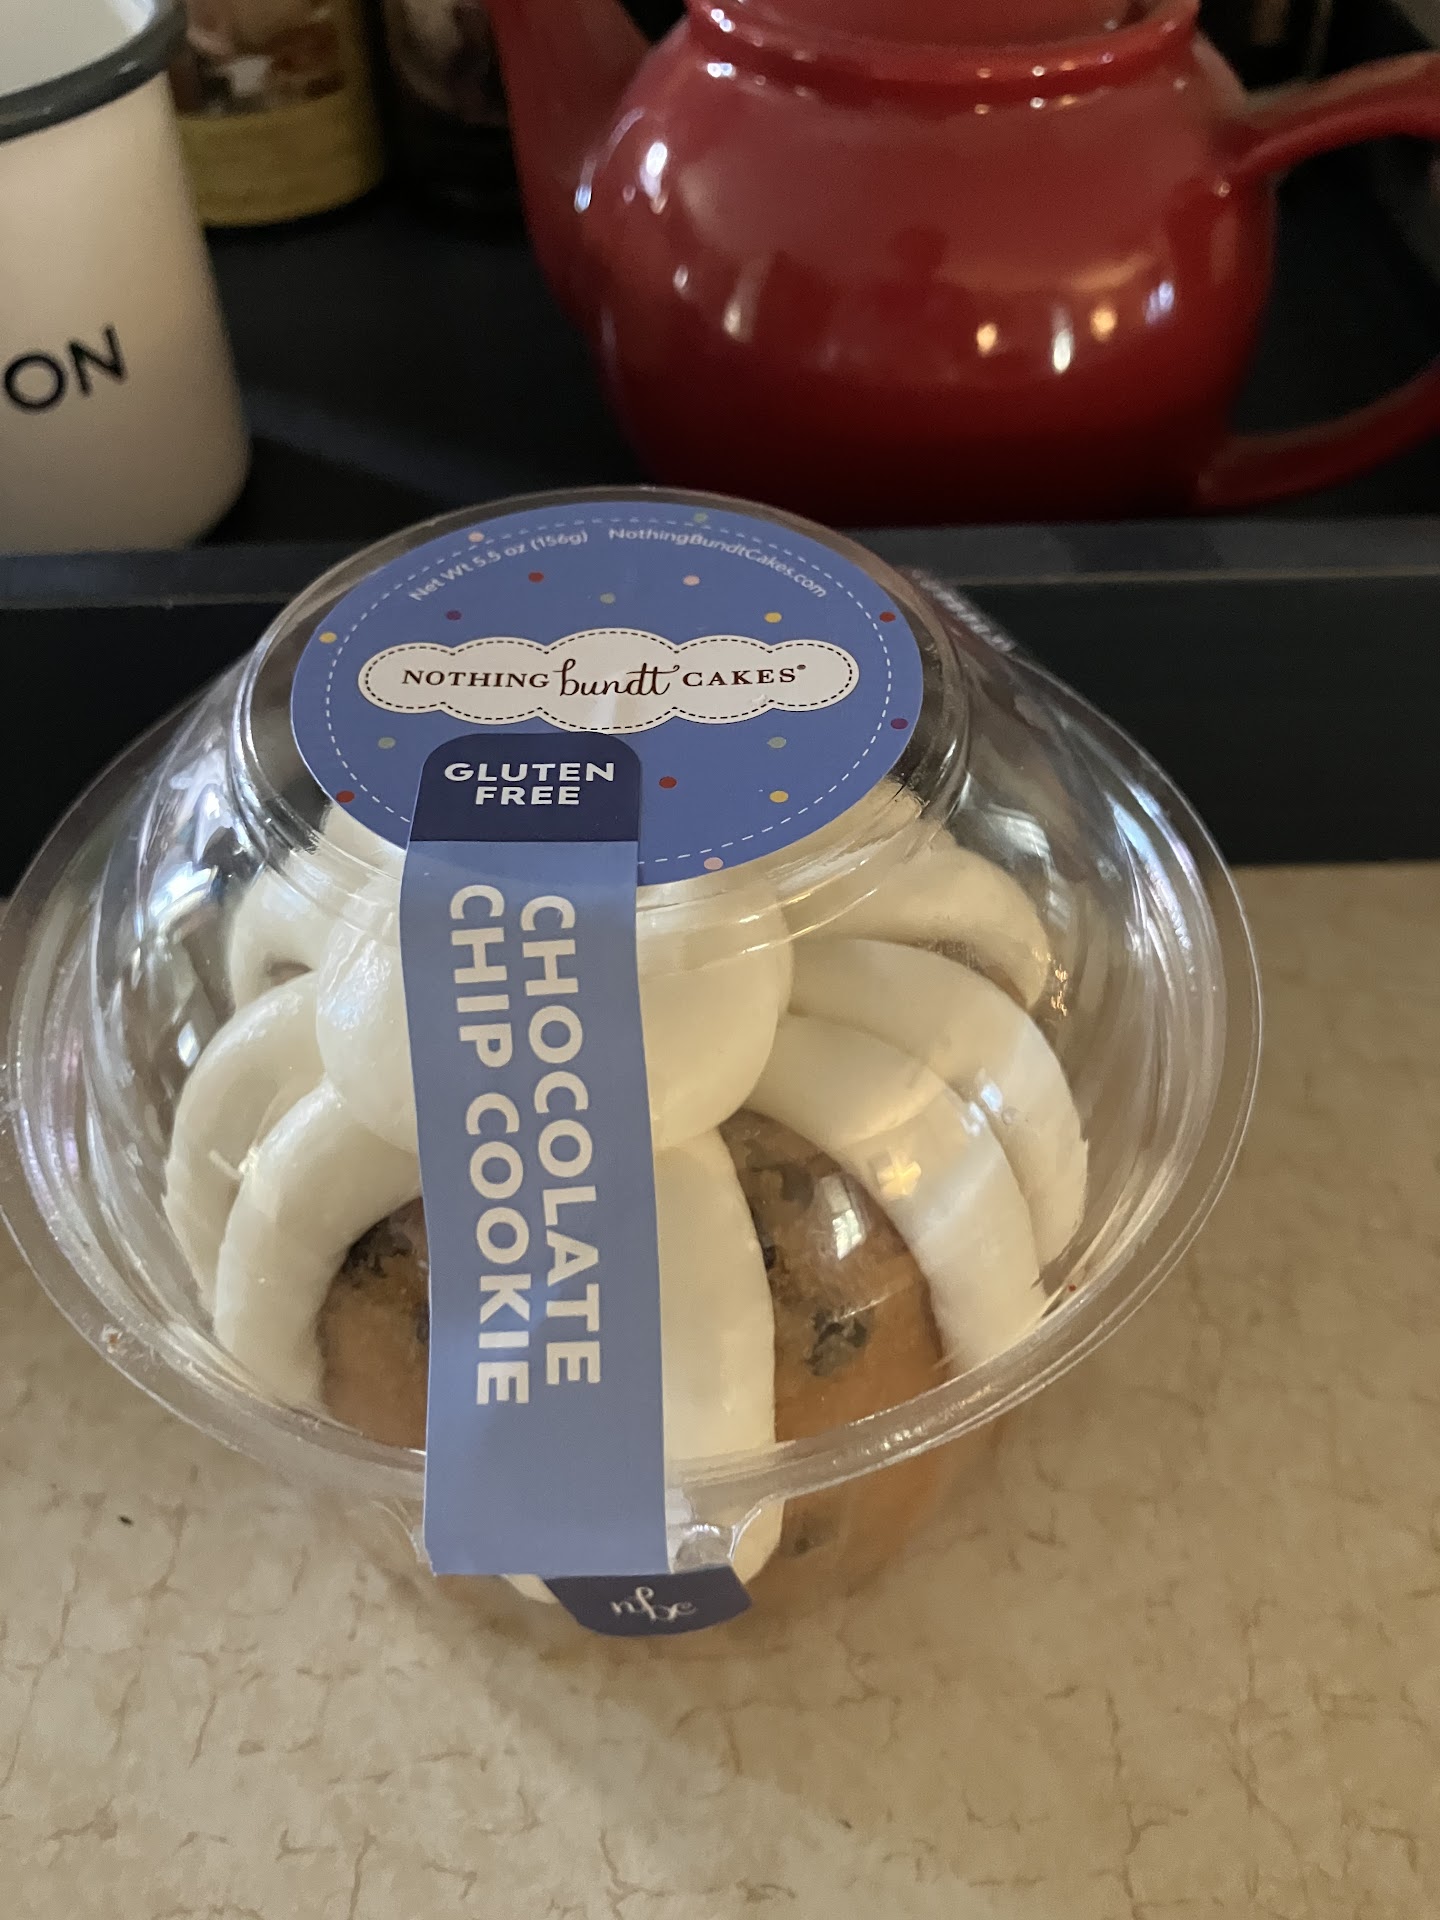 ON
Net Wt. 5.5 oz (156g) NothingBundtCakes.com
NOTHING bundt CAKES®
GLUTEN
FREE
CHOCOLATE
CHIP COOKIE
nbc